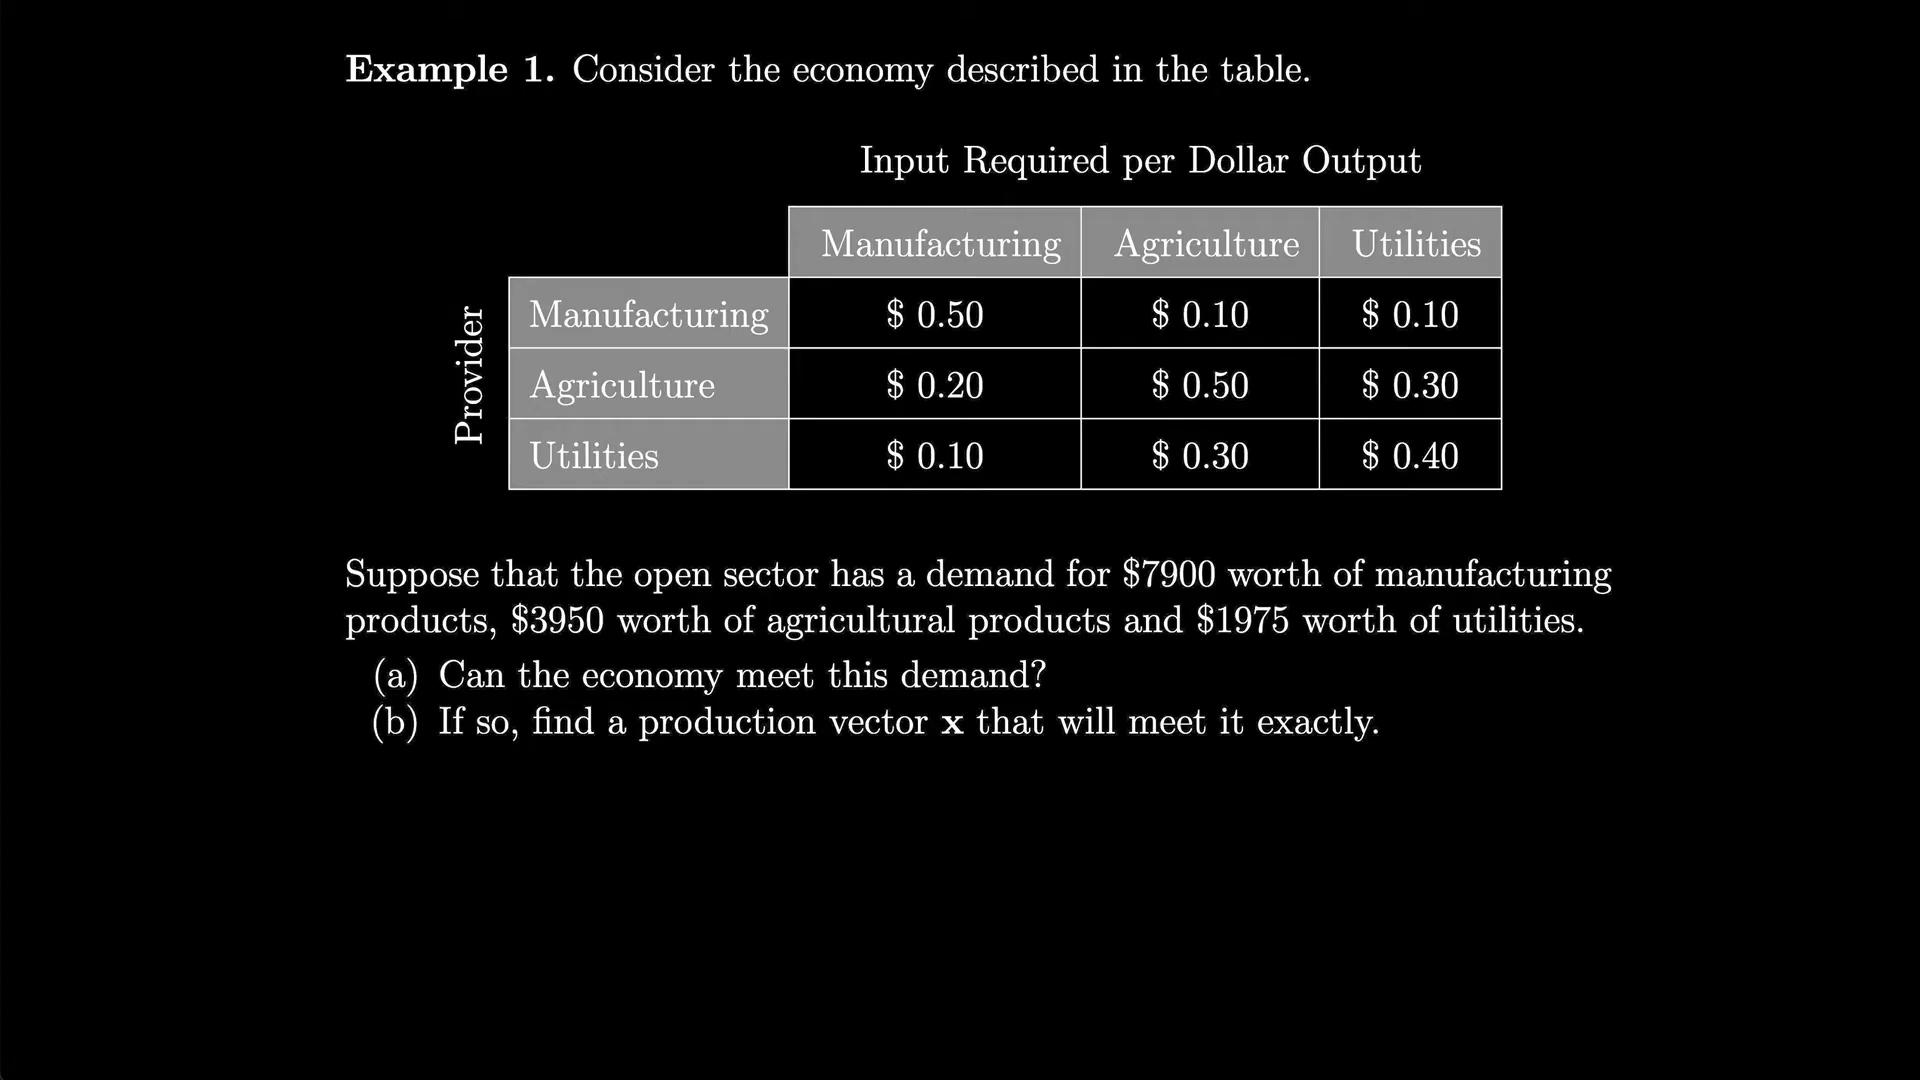 Example 1. Consider the economy described in the table.
Input Required per Dollar Output
Manufacturing Agriculture Utilities
Provider
Manufacturing $ 0.50 $ 0.10 $ 0.10
Agriculture $ 0.20 $ 0.50 $ 0.30
Utilities $ 0.10 $ 0.30 $ 0.40
Suppose that the open sector has a demand for $7900 worth of manufacturing
products, $3950 worth of agricultural products and $1975 worth of utilities.
(a) Can the economy meet this demand?
(b) If so, find a production vector x that will meet it exactly.